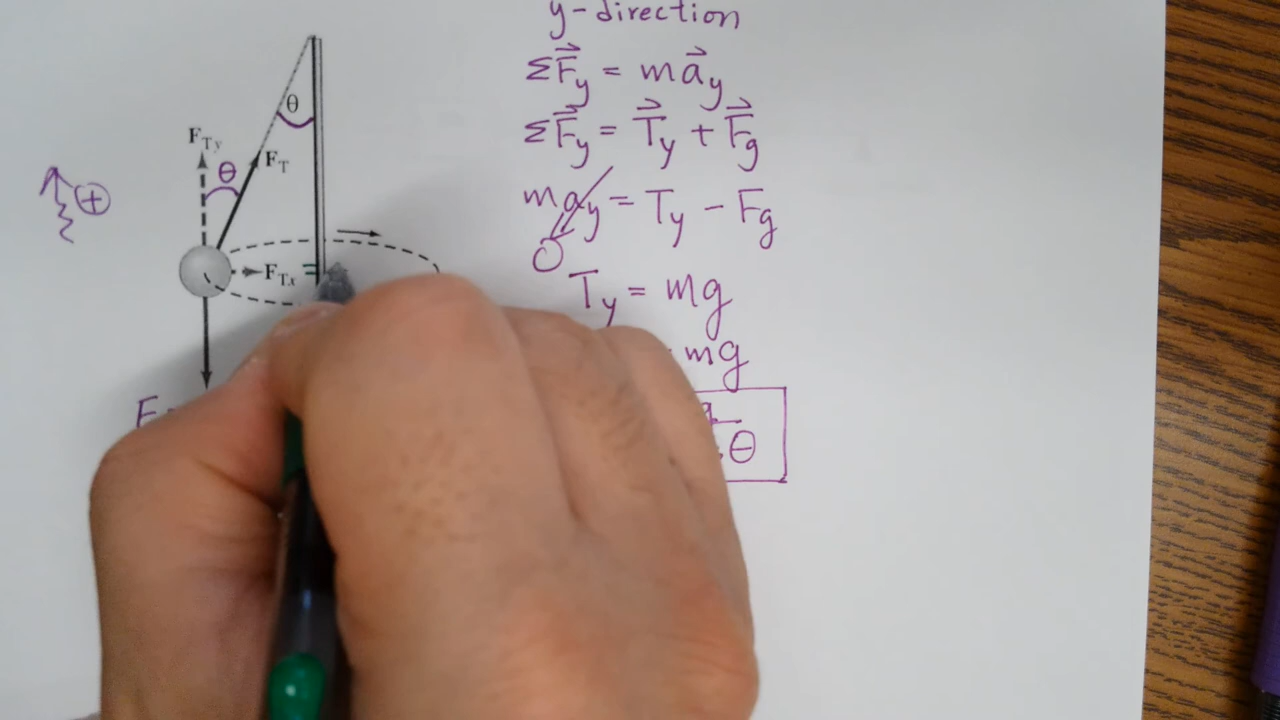 y-direction
ΣF⃗y = ma⃗y
ΣF⃗y = T⃗y + F⃗g
may = Ty - Fg
0
Ty = mg
mg
θ
θ
FTy
θ
FT
⊕
FTx
F